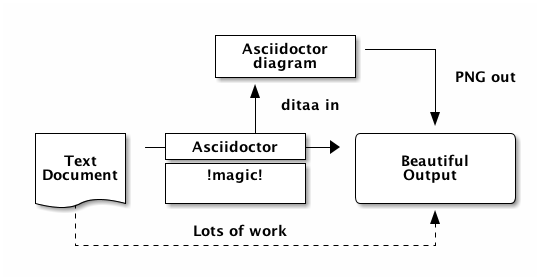 Asciidoctor
diagram
PNG out
ditaa in
Text
Document
Asciidoctor
!magic!
Beautiful
Output
Lots of work